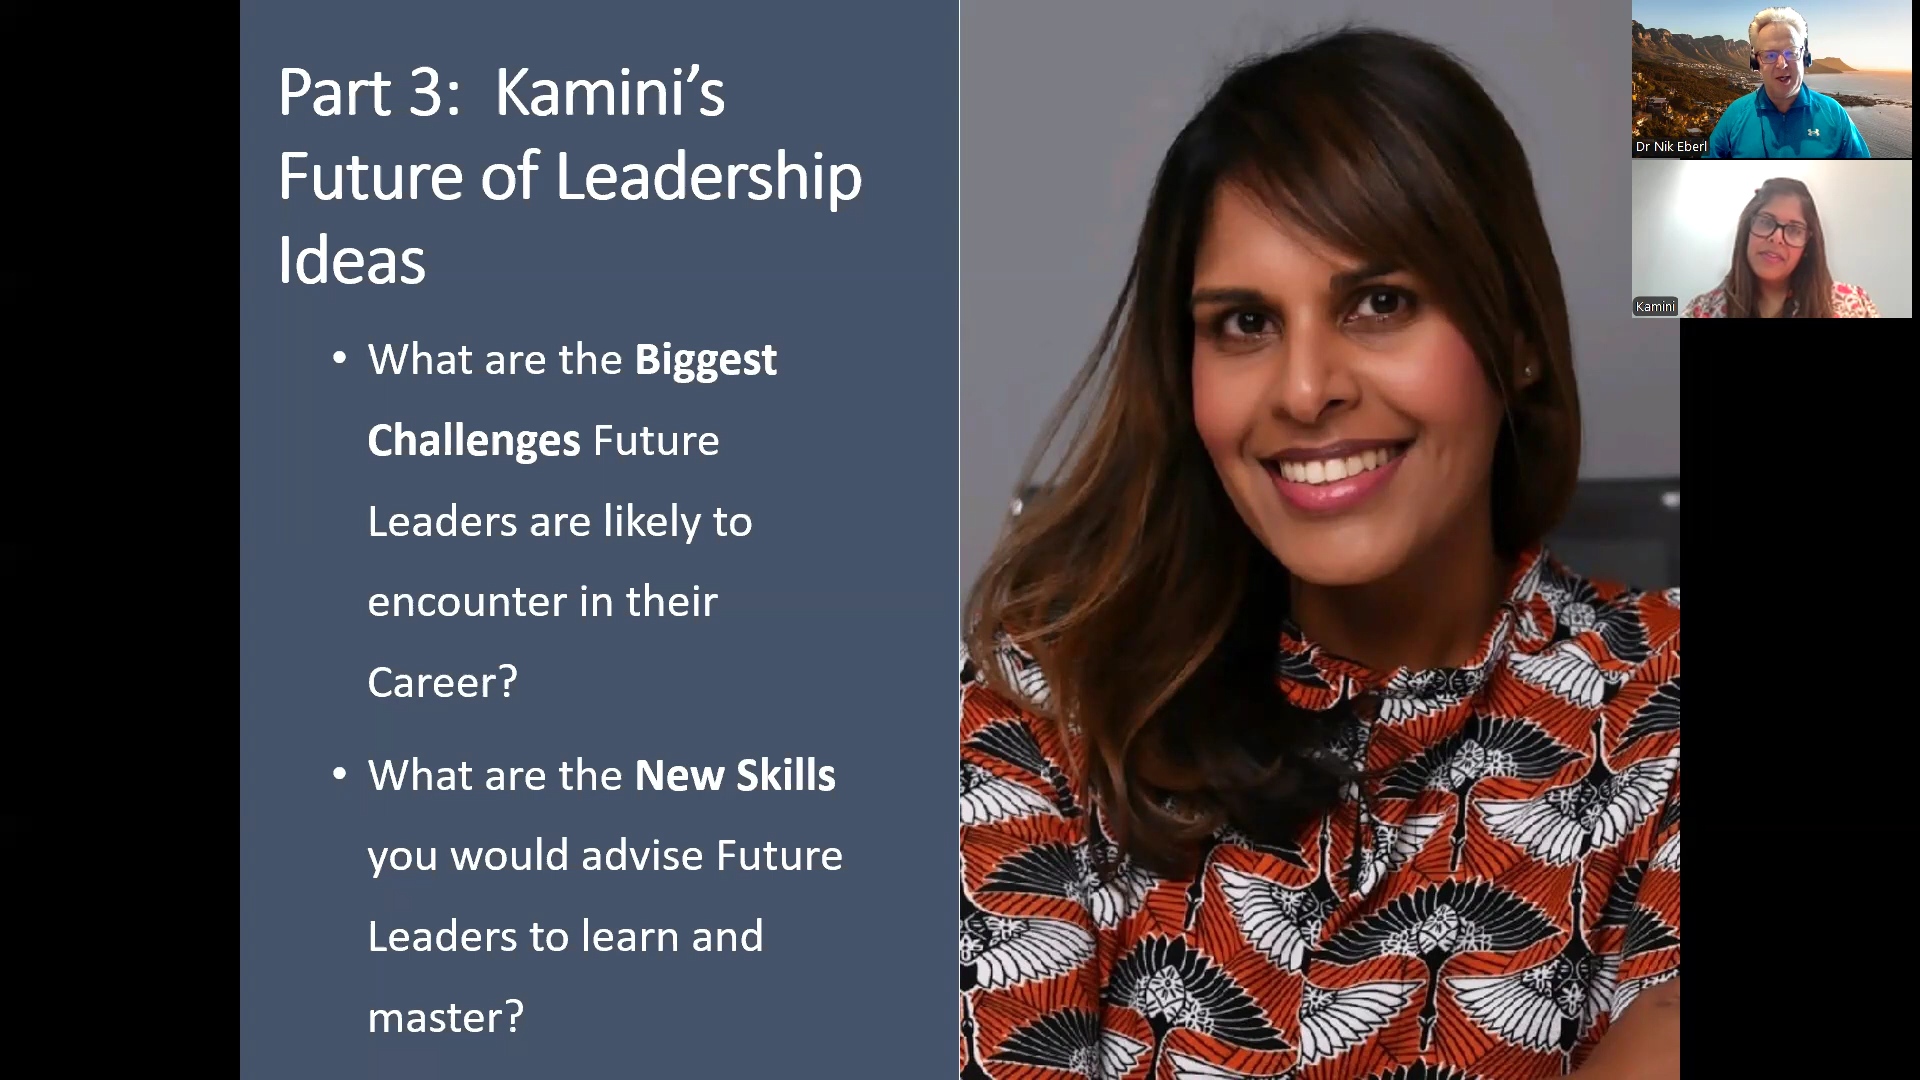 Part 3:  Kamini’s
Future of Leadership
Ideas
• What are the Biggest
Challenges Future
Leaders are likely to
encounter in their
Career?
• What are the New Skills
you would advise Future
Leaders to learn and
master?
Dr Nik Eberl
Kamini